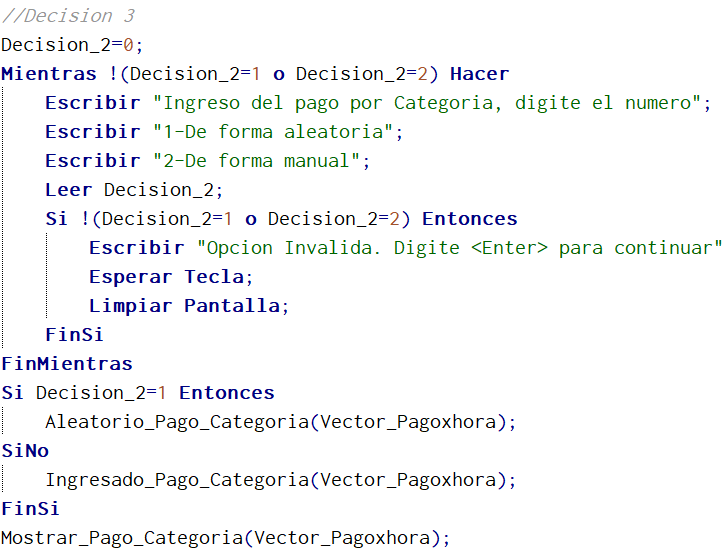 //Decision 3
Decision_2=0;
Mientras !(Decision_2=1 o Decision_2=2) Hacer
Escribir "Ingreso del pago por Categoria, digite el numero";
Escribir "1-De forma aleatoria";
Escribir "2-De forma manual";
Leer Decision_2;
Si !(Decision_2=1 o Decision_2=2) Entonces
Escribir "Opcion Invalida. Digite <Enter> para continuar"
Esperar Tecla;
Limpiar Pantalla;
FinSi
FinMientras
Si Decision_2=1 Entonces
Aleatorio_Pago_Categoria(Vector_Pagoxhora);
SiNo
Ingresado_Pago_Categoria(Vector_Pagoxhora);
FinSi
Mostrar_Pago_Categoria(Vector_Pagoxhora);